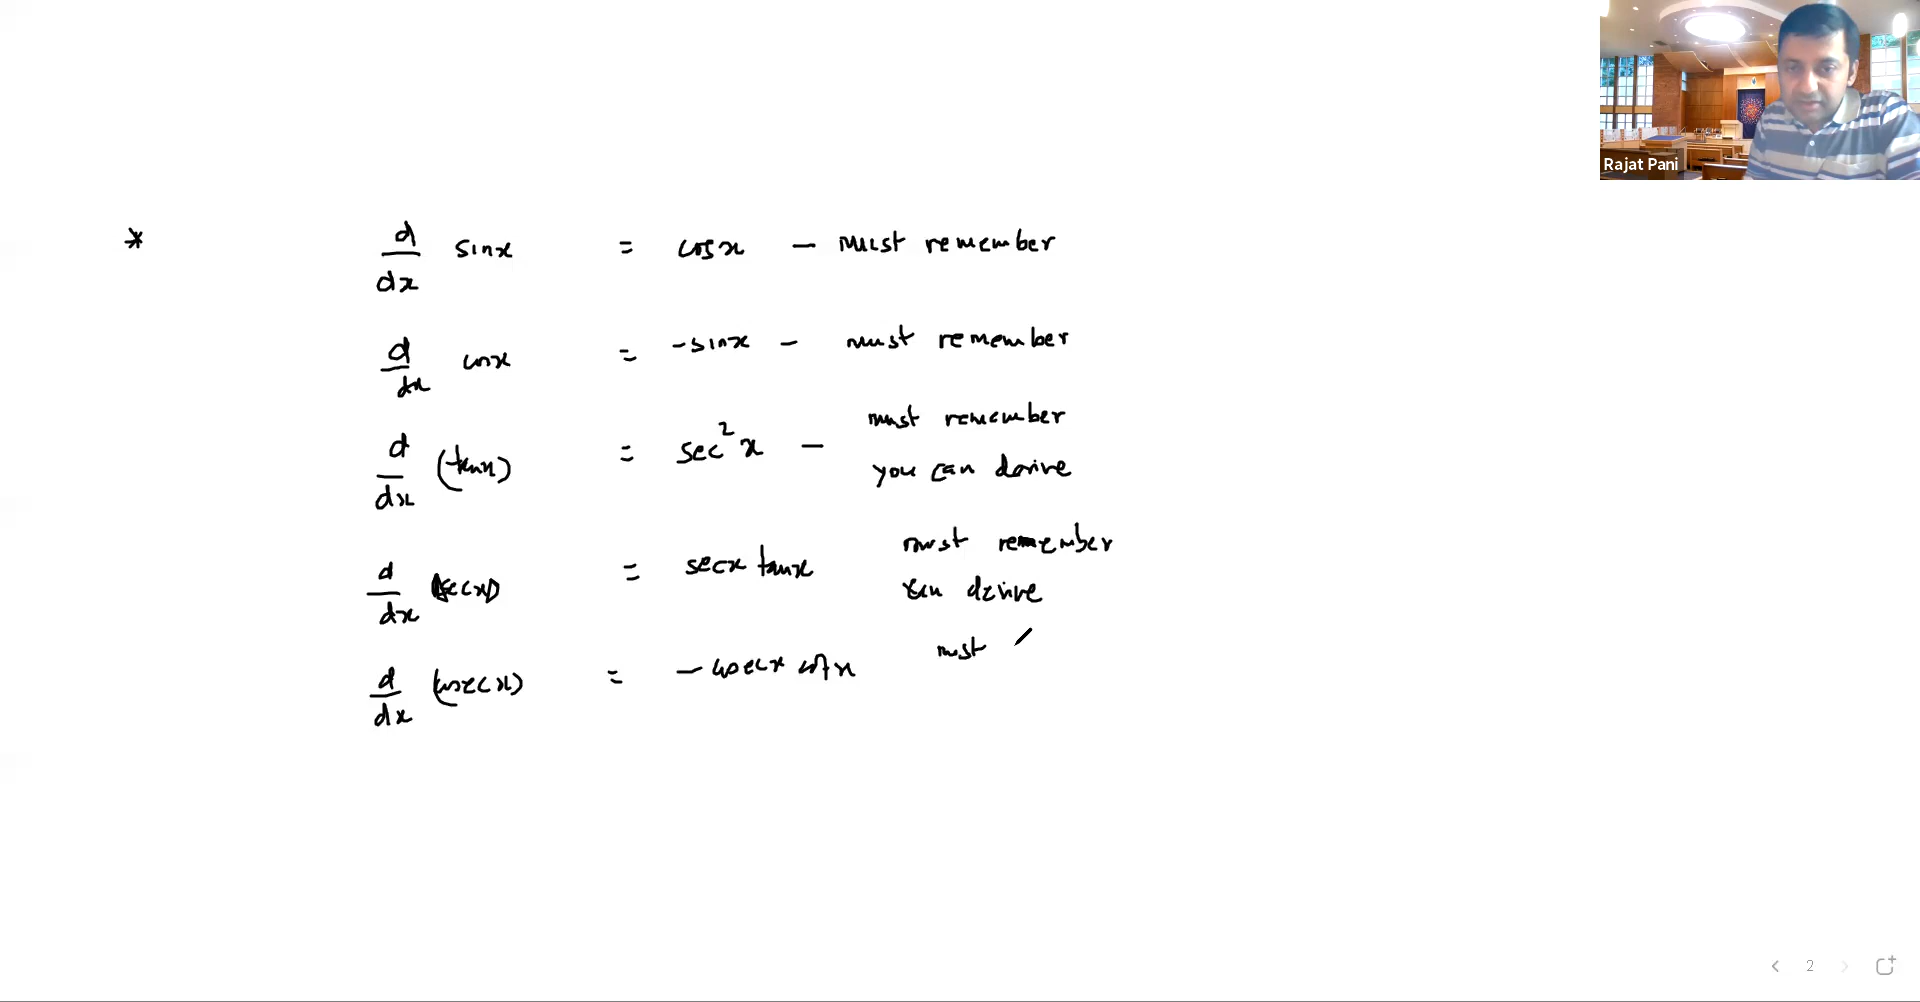 Rajat Pani
* d/dx sinx = cosx – must remember
d/dx cosx = -sinx – must remember
d/dx (tanx) = sec²x – must remember
you can derive
d/dx (secx) = secx tanx must remember
can derive
d/dx (cosecx) = – cosecx cotx must
2